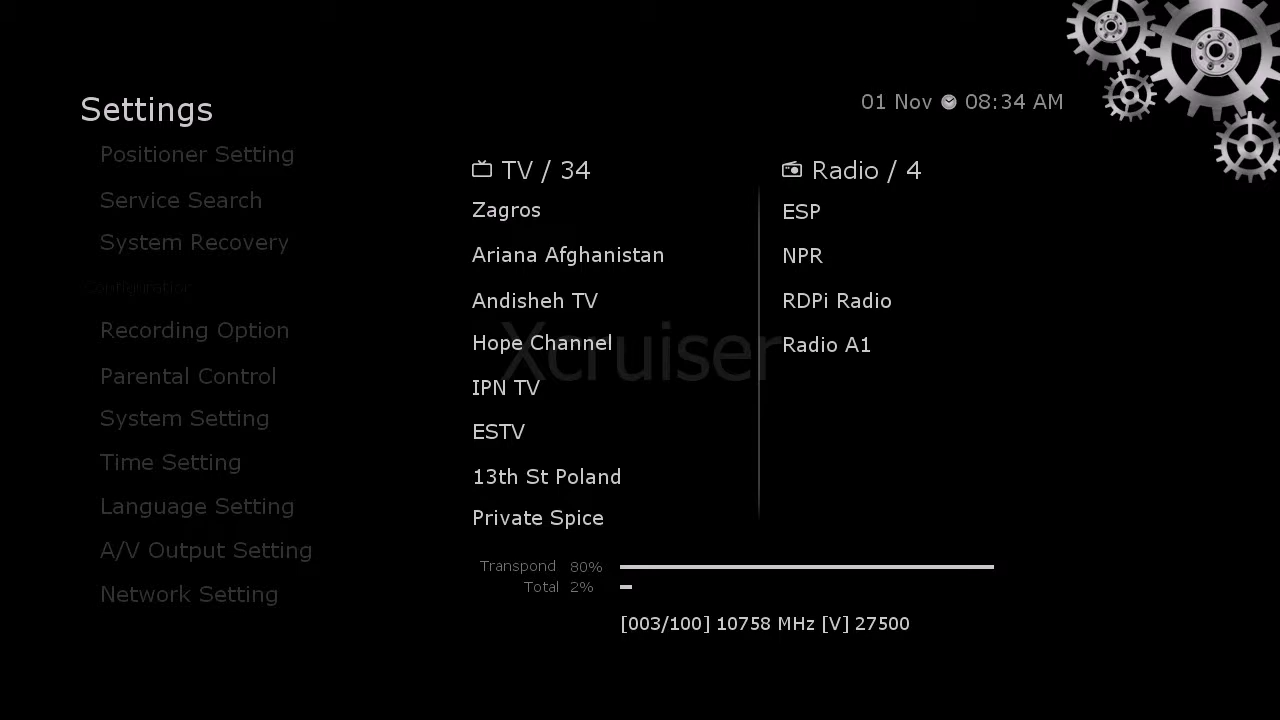 Settings
01 Nov 08:34 AM
Positioner Setting
Service Search
System Recovery
Configuration
Recording Option
Parental Control
System Setting
Time Setting
Language Setting
A/V Output Setting
Network Setting
TV / 34
Zagros
Ariana Afghanistan
Andisheh TV
Hope Channel
IPN TV
ESTV
13th St Poland
Private Spice
Radio / 4
ESP
NPR
RDPi Radio
Radio A1
Xcruiser
Transpond 80%
Total 2%
[003/100] 10758 MHz [V] 27500